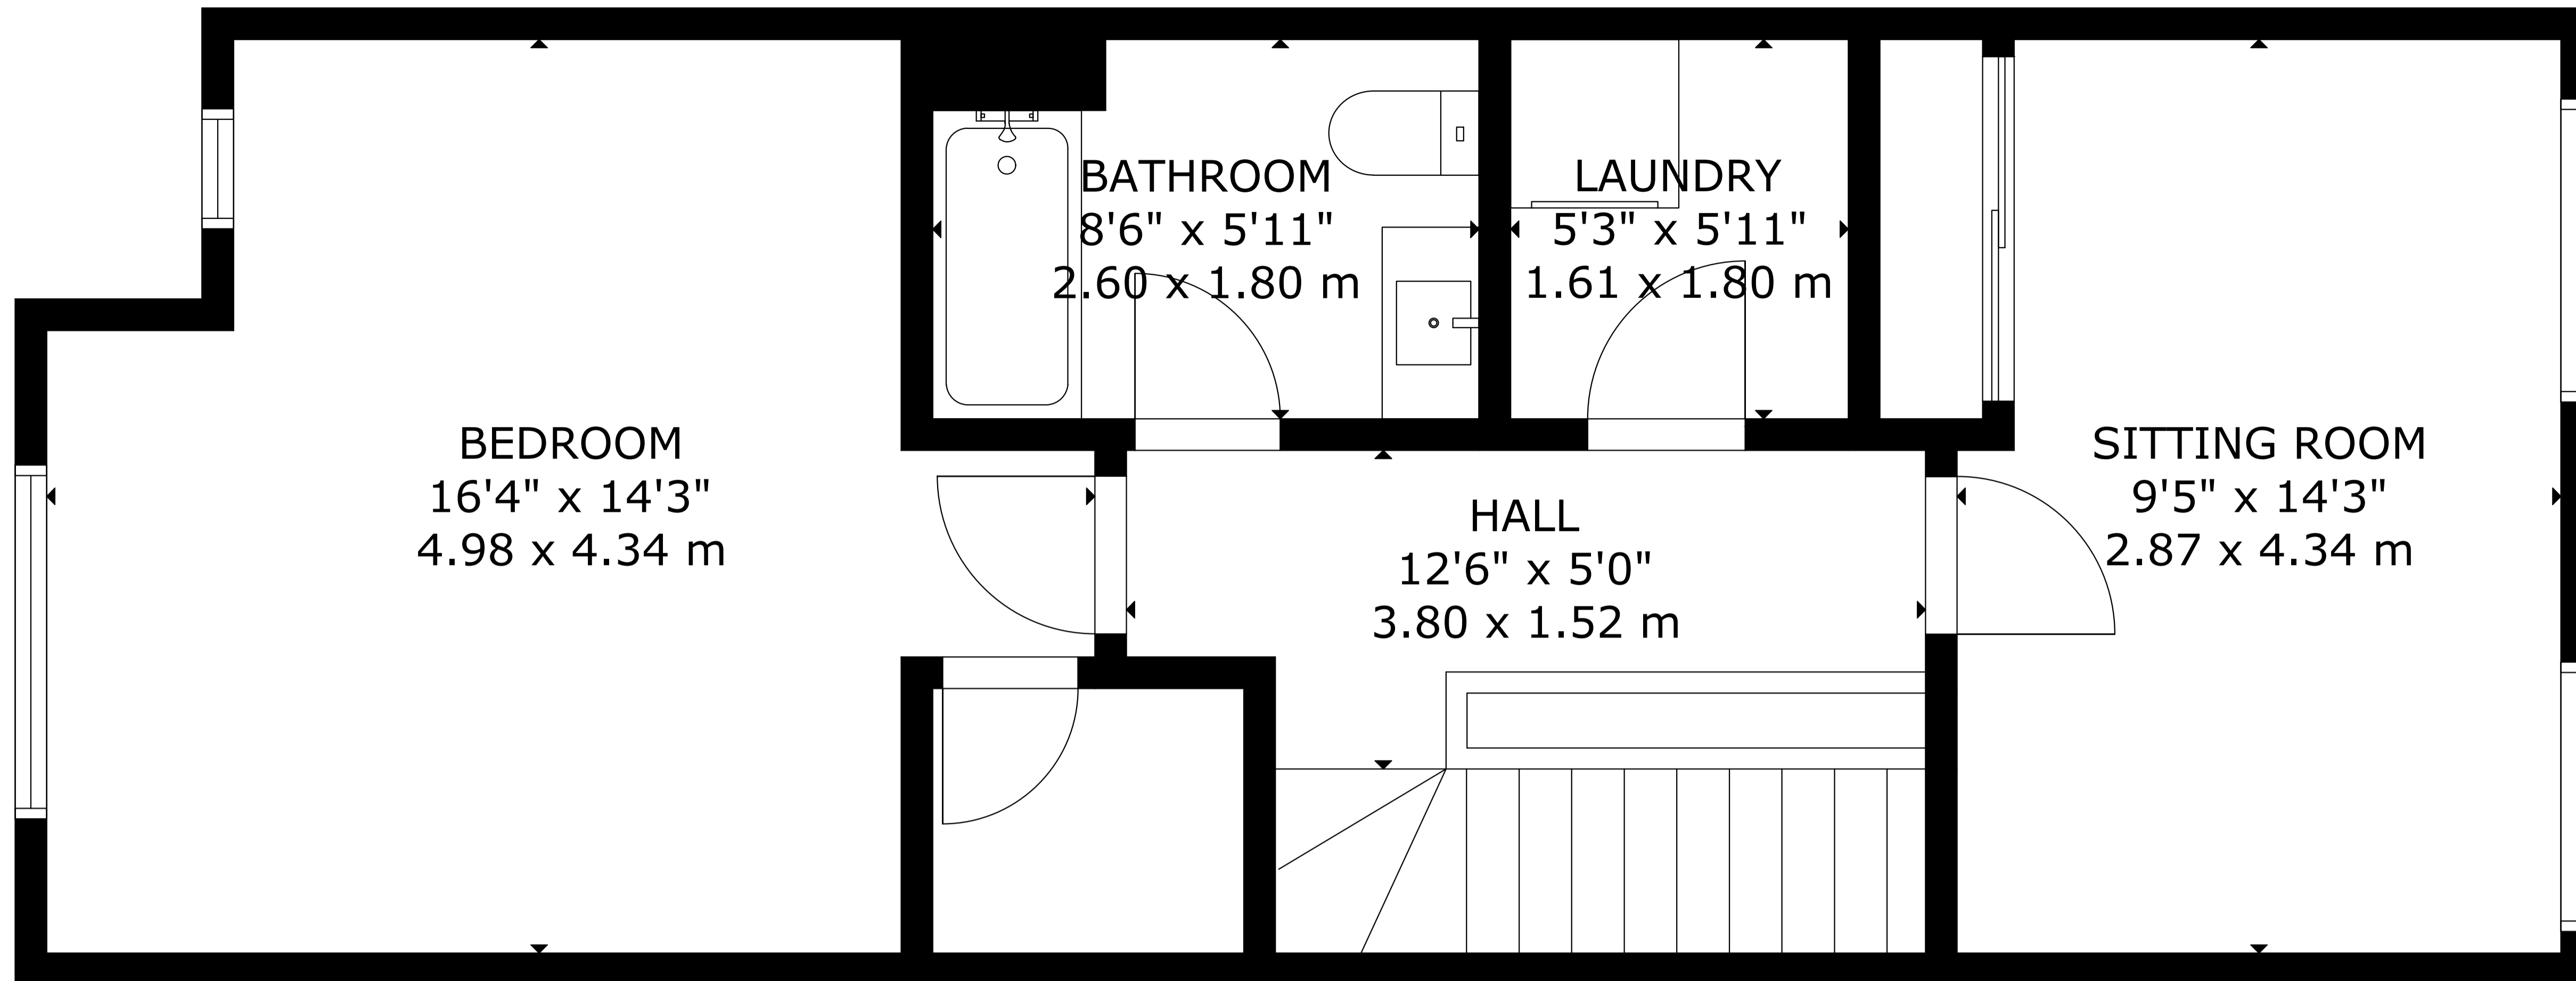 BEDROOM
16'4" x 14'3"
4.98 x 4.34 m
BATHROOM
8'6" x 5'11"
2.60 x 1.80 m
LAUNDRY
5'3" x 5'11"
1.61 x 1.80 m
HALL
12'6" x 5'0"
3.80 x 1.52 m
SITTING ROOM
9'5" x 14'3"
2.87 x 4.34 m